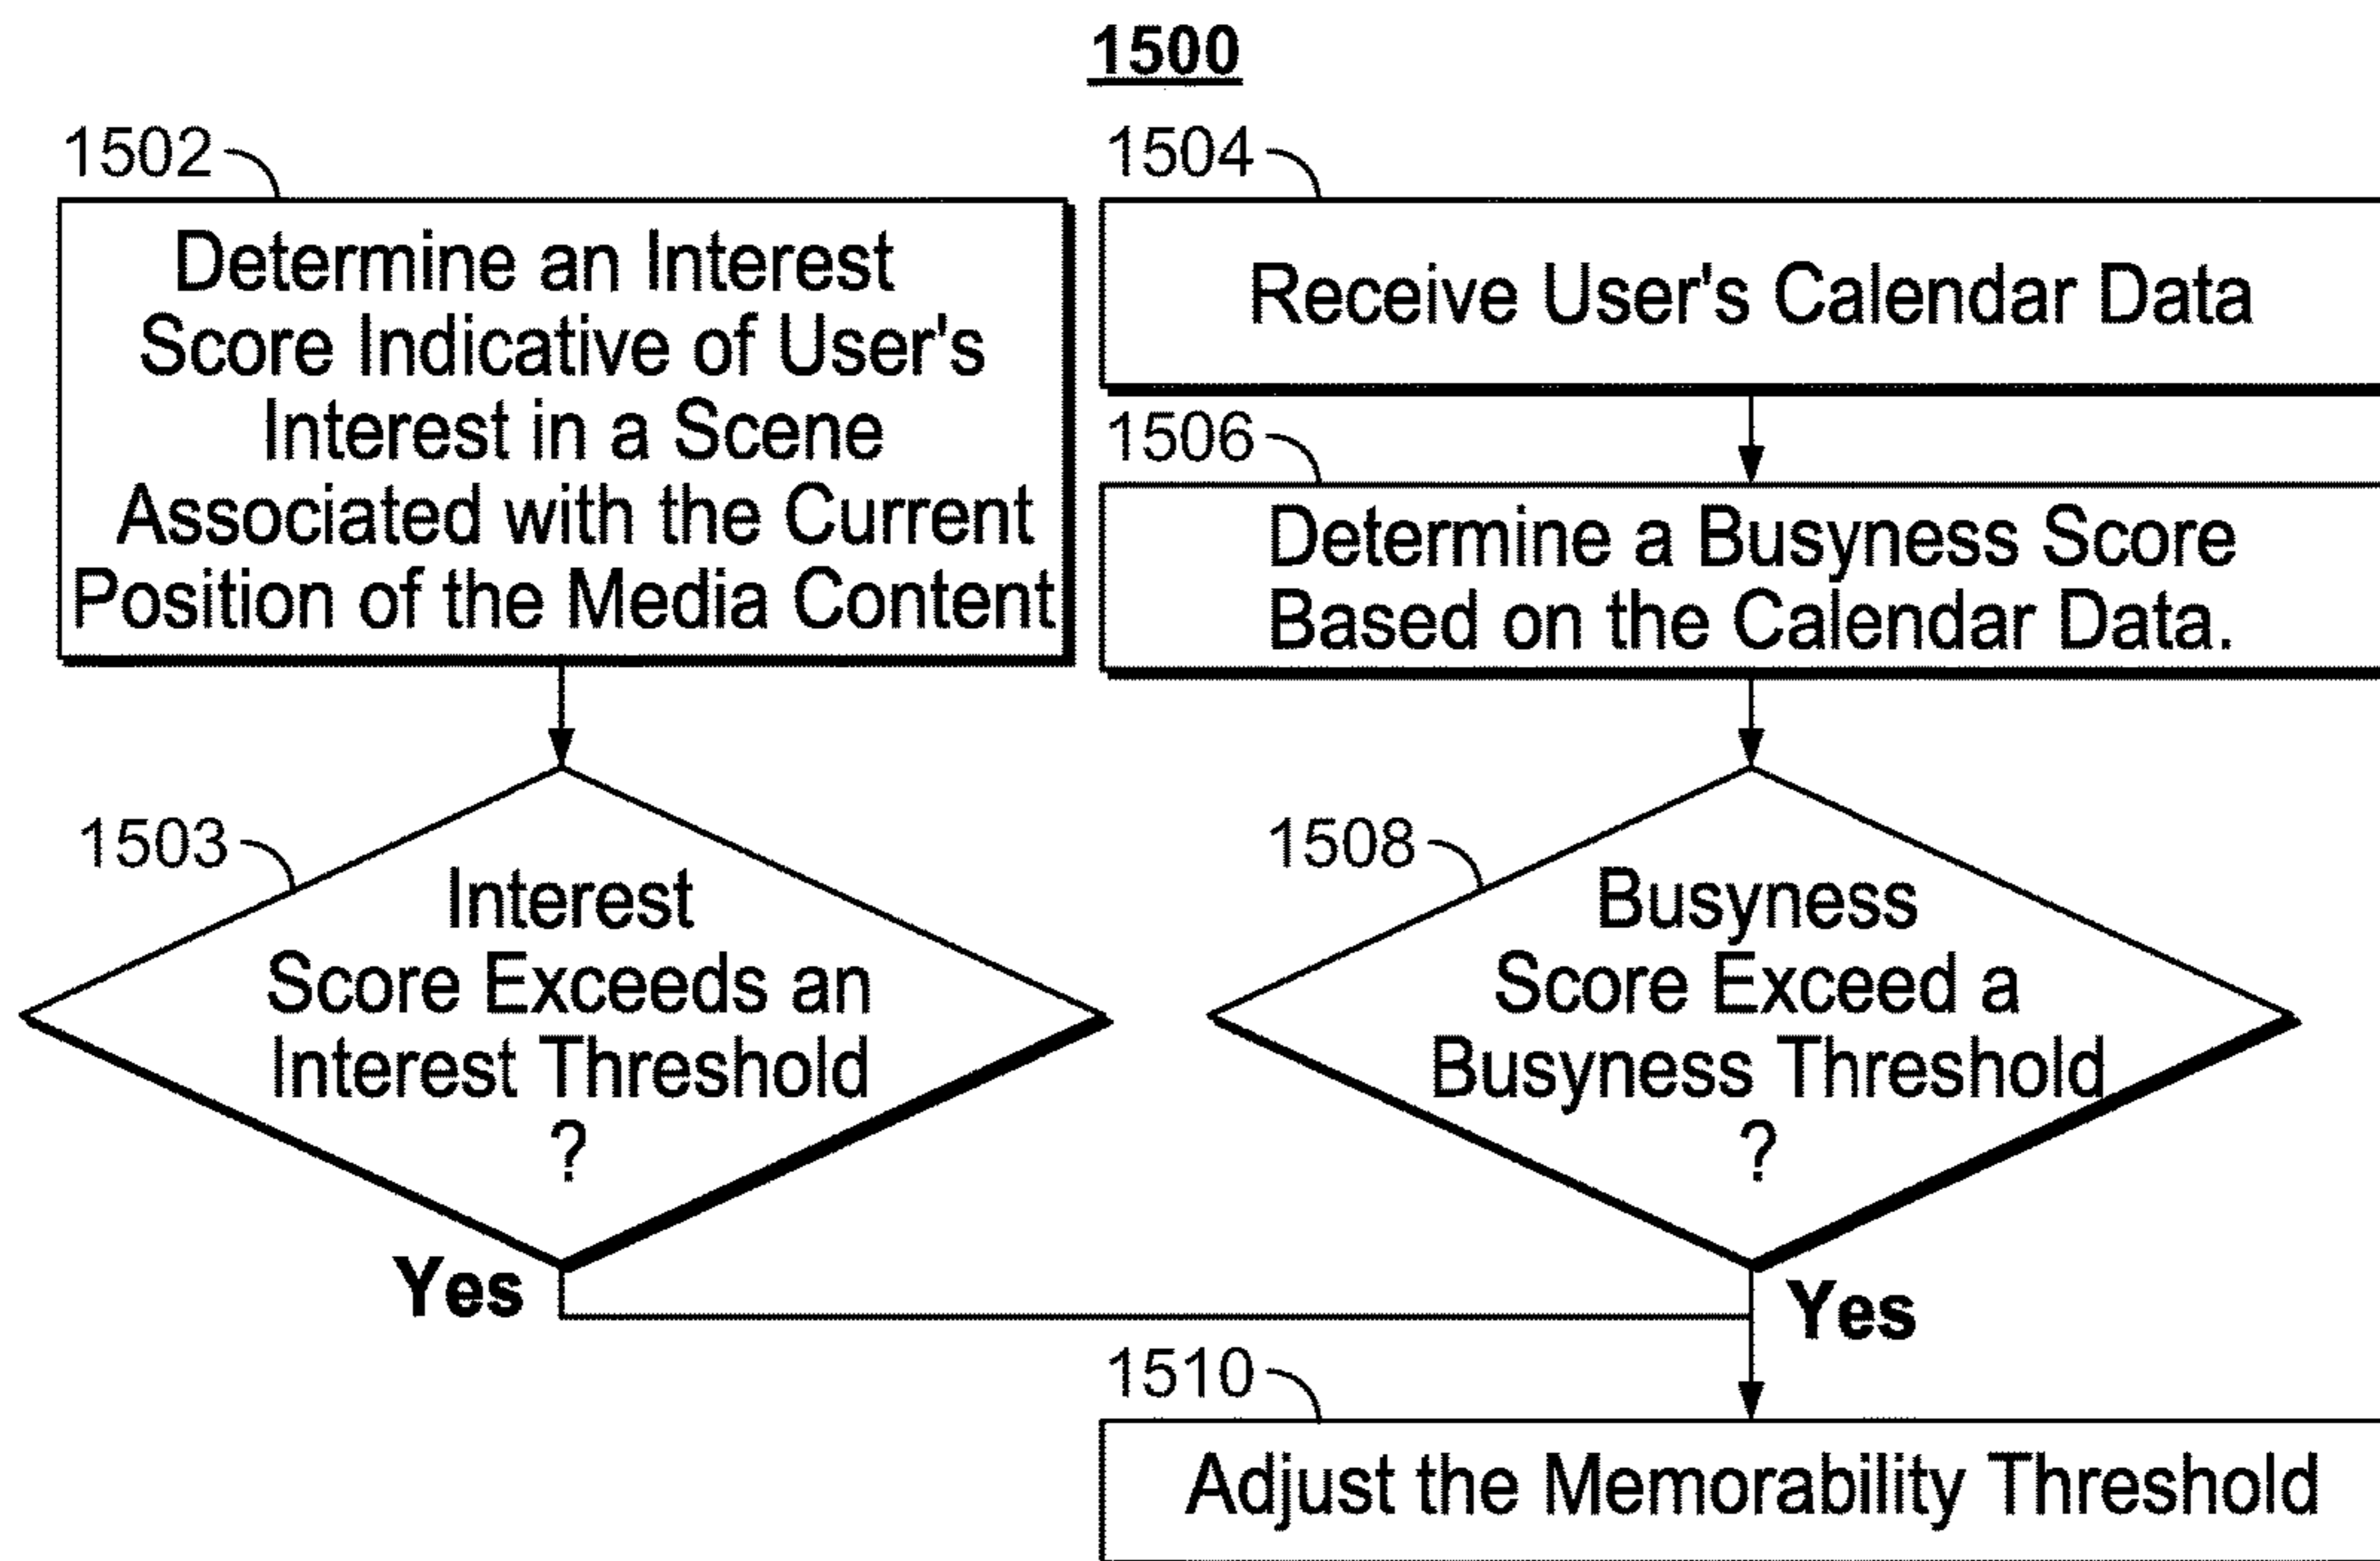 1500
1502
Determine an Interest
Score Indicative of User's
Interest in a Scene
Associated with the Current
Position of the Media Content
1503
Interest
Score Exceeds an
Interest Threshold
?
Yes
1504
Receive User's Calendar Data
1506
Determine a Busyness Score
Based on the Calendar Data.
1508
Busyness
Score Exceed a
Busyness Threshold
?
Yes
1510
Adjust the Memorability Threshold